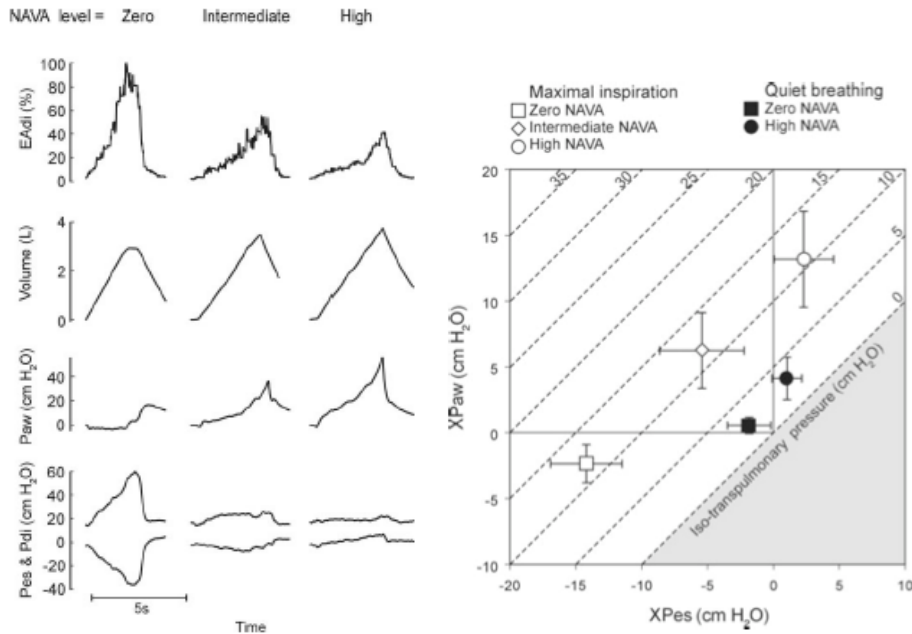 NAVA level = Zero Intermediate High
EAdi (%)
100
80
60
40
20
0
Volume (L)
4
2
0
Paw (cm H2O)
40
20
0
Pes & Pdi (cm H2O)
60
40
20
0
-20
-40
5s
Time
Maximal inspiration
Zero NAVA
Intermediate NAVA
High NAVA
Quiet breathing
Zero NAVA
High NAVA
XPaw (cm H2O)
20
15
10
5
0
-5
-10
35 30 25 20 15 10
5
0
Iso-transpulmonary pressure (cm H2O)
-20 -15 -10 -5 0 5 10
XPes (cm H2O)